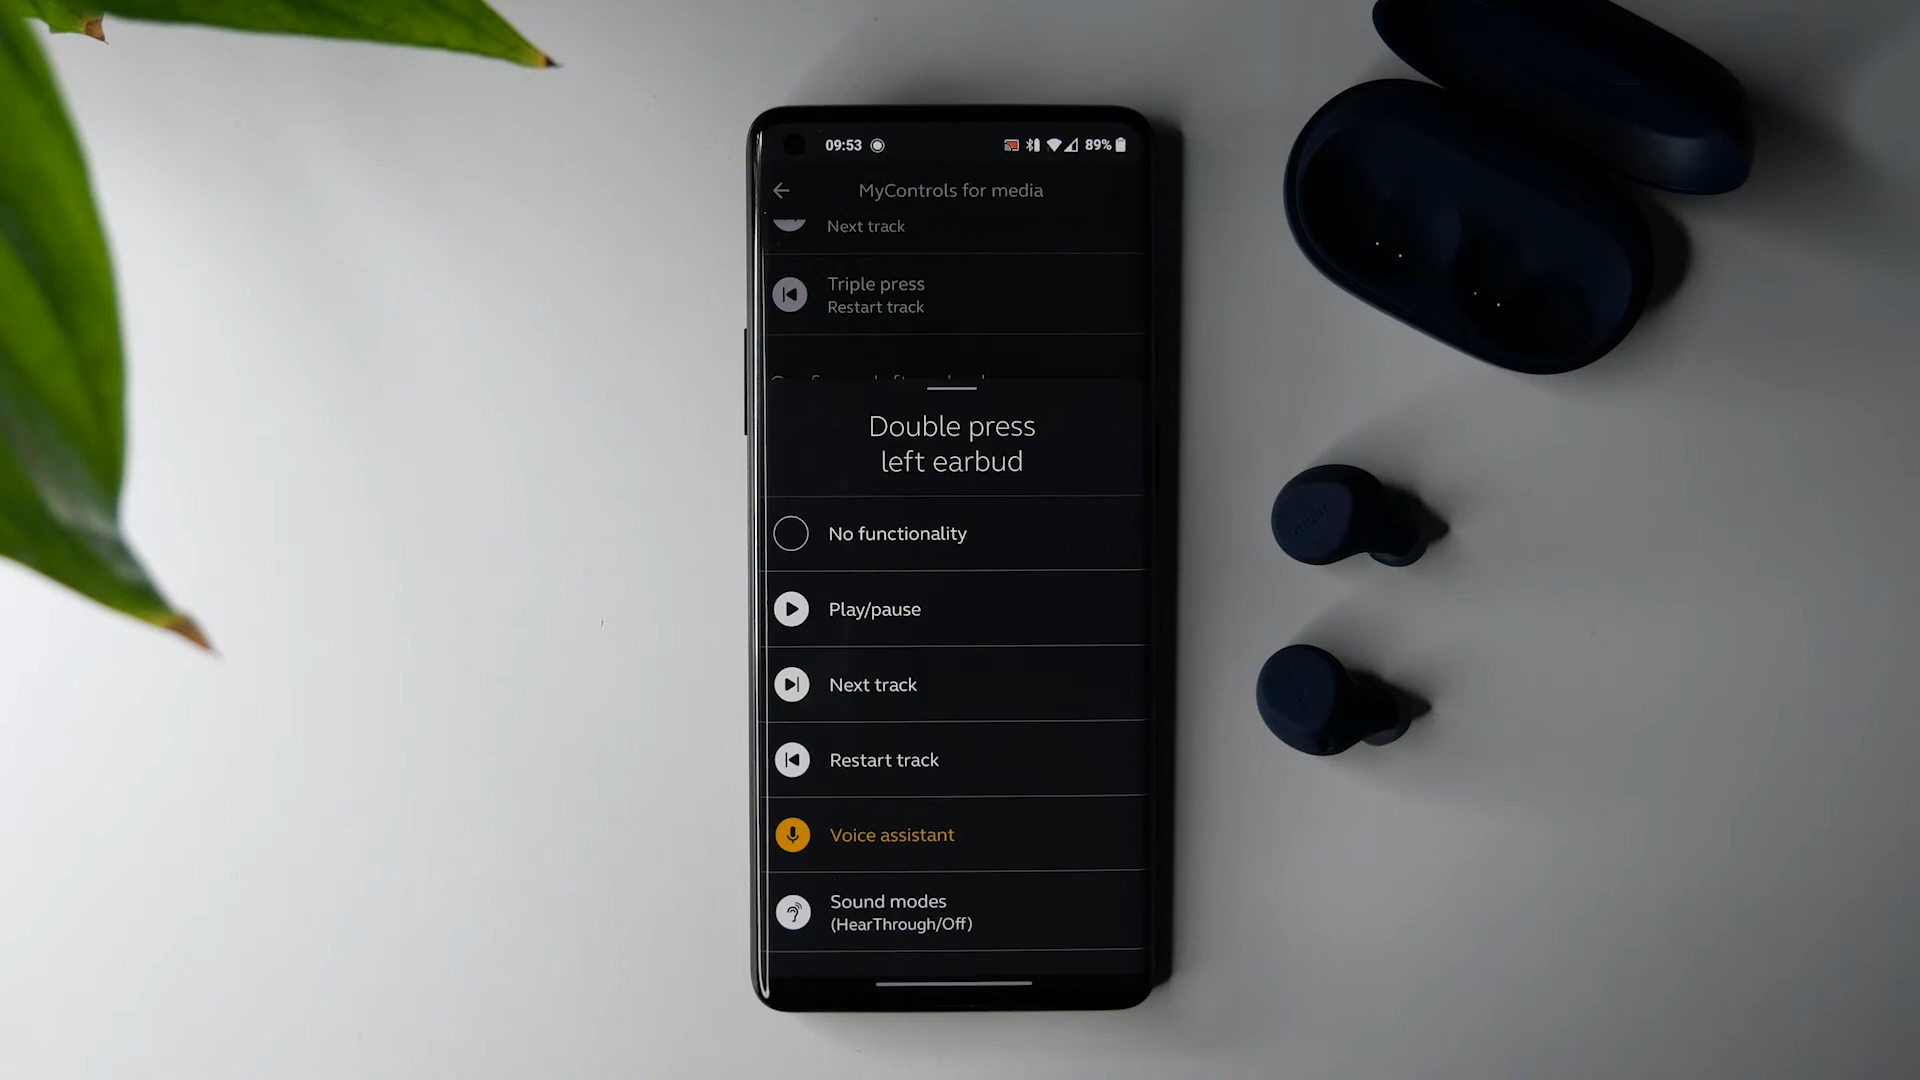 09:53
89%
MyControls for media
Next track
Triple press
Restart track
Double press
left earbud
No functionality
Play/pause
Next track
Restart track
Voice assistant
Sound modes
(HearThrough/Off)